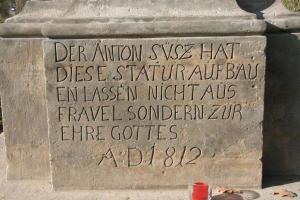 DER ANTON SVSZ HAT
DIESE STATUR AUFBAU
EN LASSEN NICHT AUS
FRAVEL SONDERN ZUR
EHRE GOTTES
A:D 1812